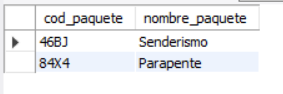 cod_paquete nombre_paquete
46BJ Senderismo
84X4 Parapente